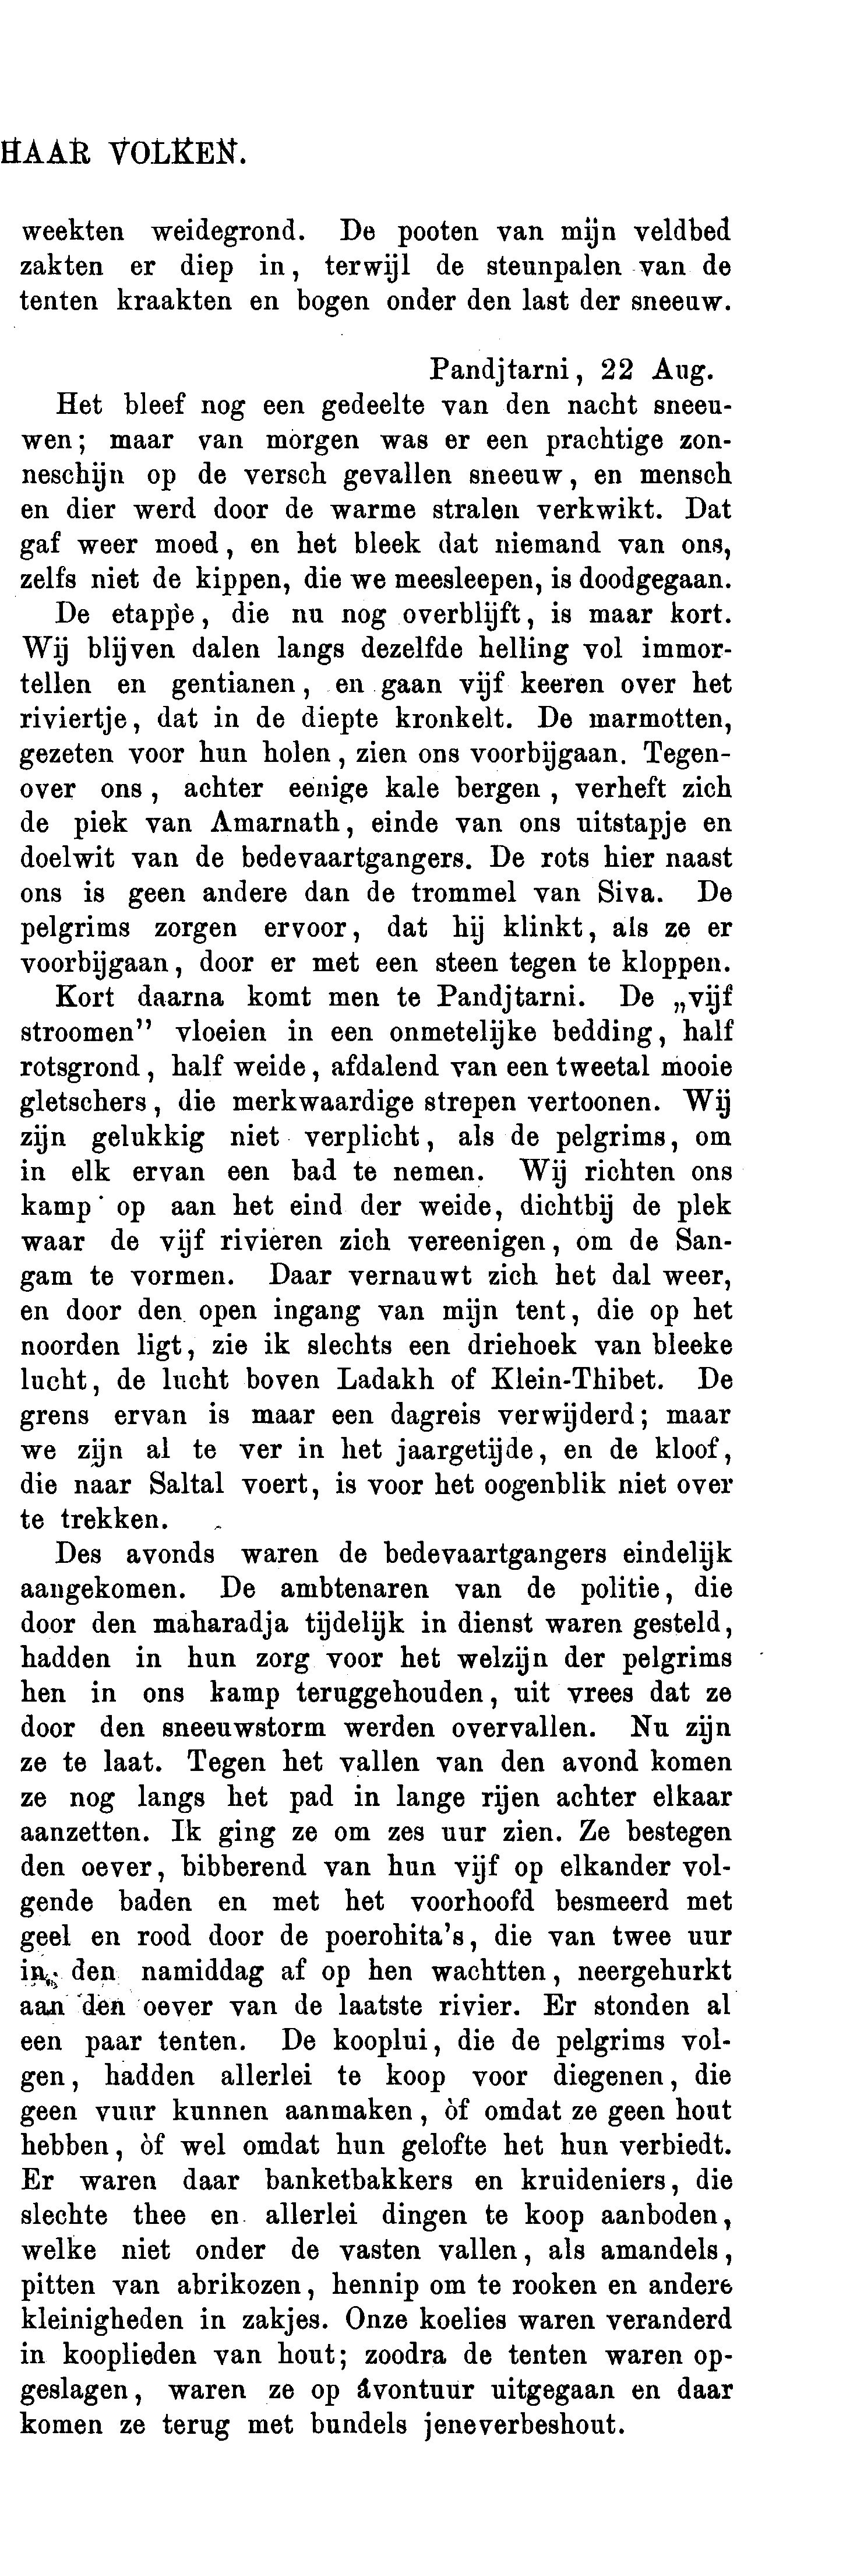 HAAR VOLKEN.
weekten weidegrond. De pooten van mijn veldbed
zakten er diep in, terwijl de steunpalen van de
tenten kraakten en bogen onder den last der sneeuw.
Pandjtarni, 22 Aug.
Het bleef nog een gedeelte van den nacht sneeu-
wen; maar van morgen was er een prachtige zon-
neschijn op de versch gevallen sneeuw, en mensch
en dier werd door de warme stralen verkwikt. Dat
gaf weer moed, en het bleek dat niemand van ons,
zelfs niet de kippen, die we meesleepen, is doodgegaan.
De etappe, die nu nog overblijft, is maar kort.
Wij blijven dalen langs dezelfde helling vol immor-
tellen en gentianen, en gaan vijf keeren over het
riviertje, dat in de diepte kronkelt. De marmotten,
gezeten voor hun holen, zien ons voorbijgaan. Tegen-
over ons, achter eenige kale bergen, verheft zich
de piek van Amarnath, einde van ons uitstapje en
doelwit van de bedevaartgangers. De rots hier naast
ons is geen andere dan de trommel van Siva. De
pelgrims zorgen ervoor, dat hij klinkt, als ze er
voorbijgaan, door er met een steen tegen te kloppen.
Kort daarna komt men te Pandjtarni. De „vijf
stroomen” vloeien in een onmetelijke bedding, half
rotsgrond, half weide, afdalend van een tweetal mooie
gletschers, die merkwaardige strepen vertoonen. Wij
zijn gelukkig niet verplicht, als de pelgrims, om
in elk ervan een bad te nemen. Wij richten ons
kamp op aan het eind der weide, dichtbij de plek
waar de vijf rivieren zich vereenigen, om de San-
gam te vormen. Daar vernauwt zich het dal weer,
en door den open ingang van mijn tent, die op het
noorden ligt, zie ik slechts een driehoek van bleeke
lucht, de lucht boven Ladakh of Klein-Thibet. De
grens ervan is maar een dagreis verwijderd; maar
we zijn al te ver in het jaargetijde, en de kloof,
die naar Saltal voert, is voor het oogenblik niet over
te trekken.
Des avonds waren de bedevaartgangers eindelijk
aangekomen. De ambtenaren van de politie, die
door den maharadja tijdelijk in dienst waren gesteld,
hadden in hun zorg voor het welzijn der pelgrims
hen in ons kamp teruggehouden, uit vrees dat ze
door den sneeuwstorm werden overvallen. Nu zijn
ze te laat. Tegen het vallen van den avond komen
ze nog langs het pad in lange rijen achter elkaar
aanzetten. Ik ging ze om zes uur zien. Ze bestegen
den oever, bibberend van hun vijf op elkander vol-
gende baden en met het voorhoofd besmeerd met
geel en rood door de poerohita's, die van twee uur
in den namiddag af op hen wachtten, neergehurkt
aan den oever van de laatste rivier. Er stonden al
een paar tenten. De kooplui, die de pelgrims vol-
gen, hadden allerlei te koop voor diegenen, die
geen vuur kunnen aanmaken, òf omdat ze geen hout
hebben, òf wel omdat hun gelofte het hun verbiedt.
Er waren daar banketbakkers en kruideniers, die
slechte thee en allerlei dingen te koop aanboden,
welke niet onder de vasten vallen, als amandels,
pitten van abrikozen, hennip om te rooken en andere
kleinigheden in zakjes. Onze koelies waren veranderd
in kooplieden van hout; zoodra de tenten waren op-
geslagen, waren ze op avontuur uitgegaan en daar
komen ze terug met bundels jeneverbeshout.